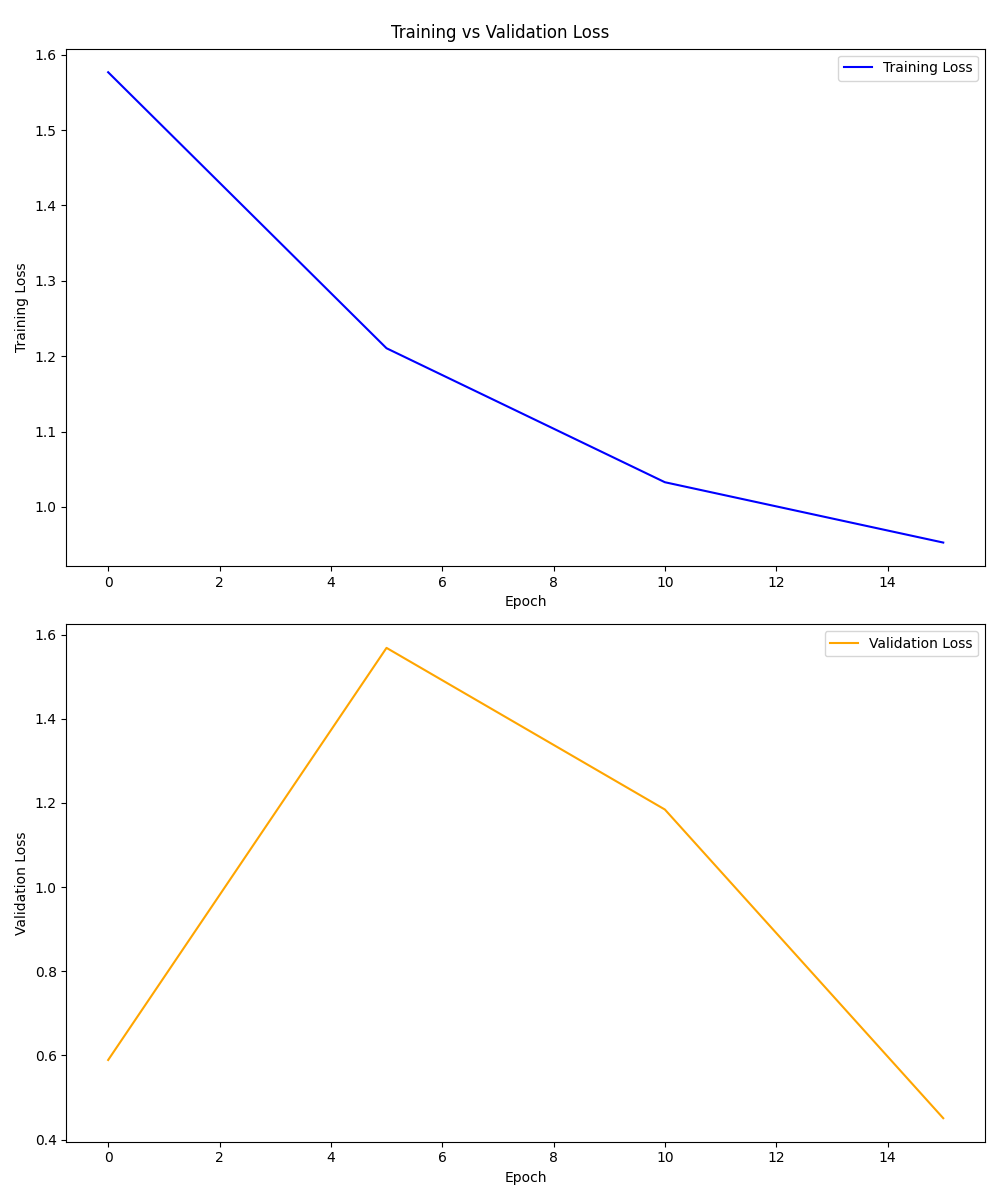 Training vs Validation Loss
Training Loss
1.6
1.5
1.4
1.3
1.2
1.1
1.0
Training Loss
0 2 4 6 8 10 12 14
Epoch
Validation Loss
1.6
1.4
1.2
1.0
0.8
0.6
0.4
Validation Loss
0 2 4 6 8 10 12 14
Epoch